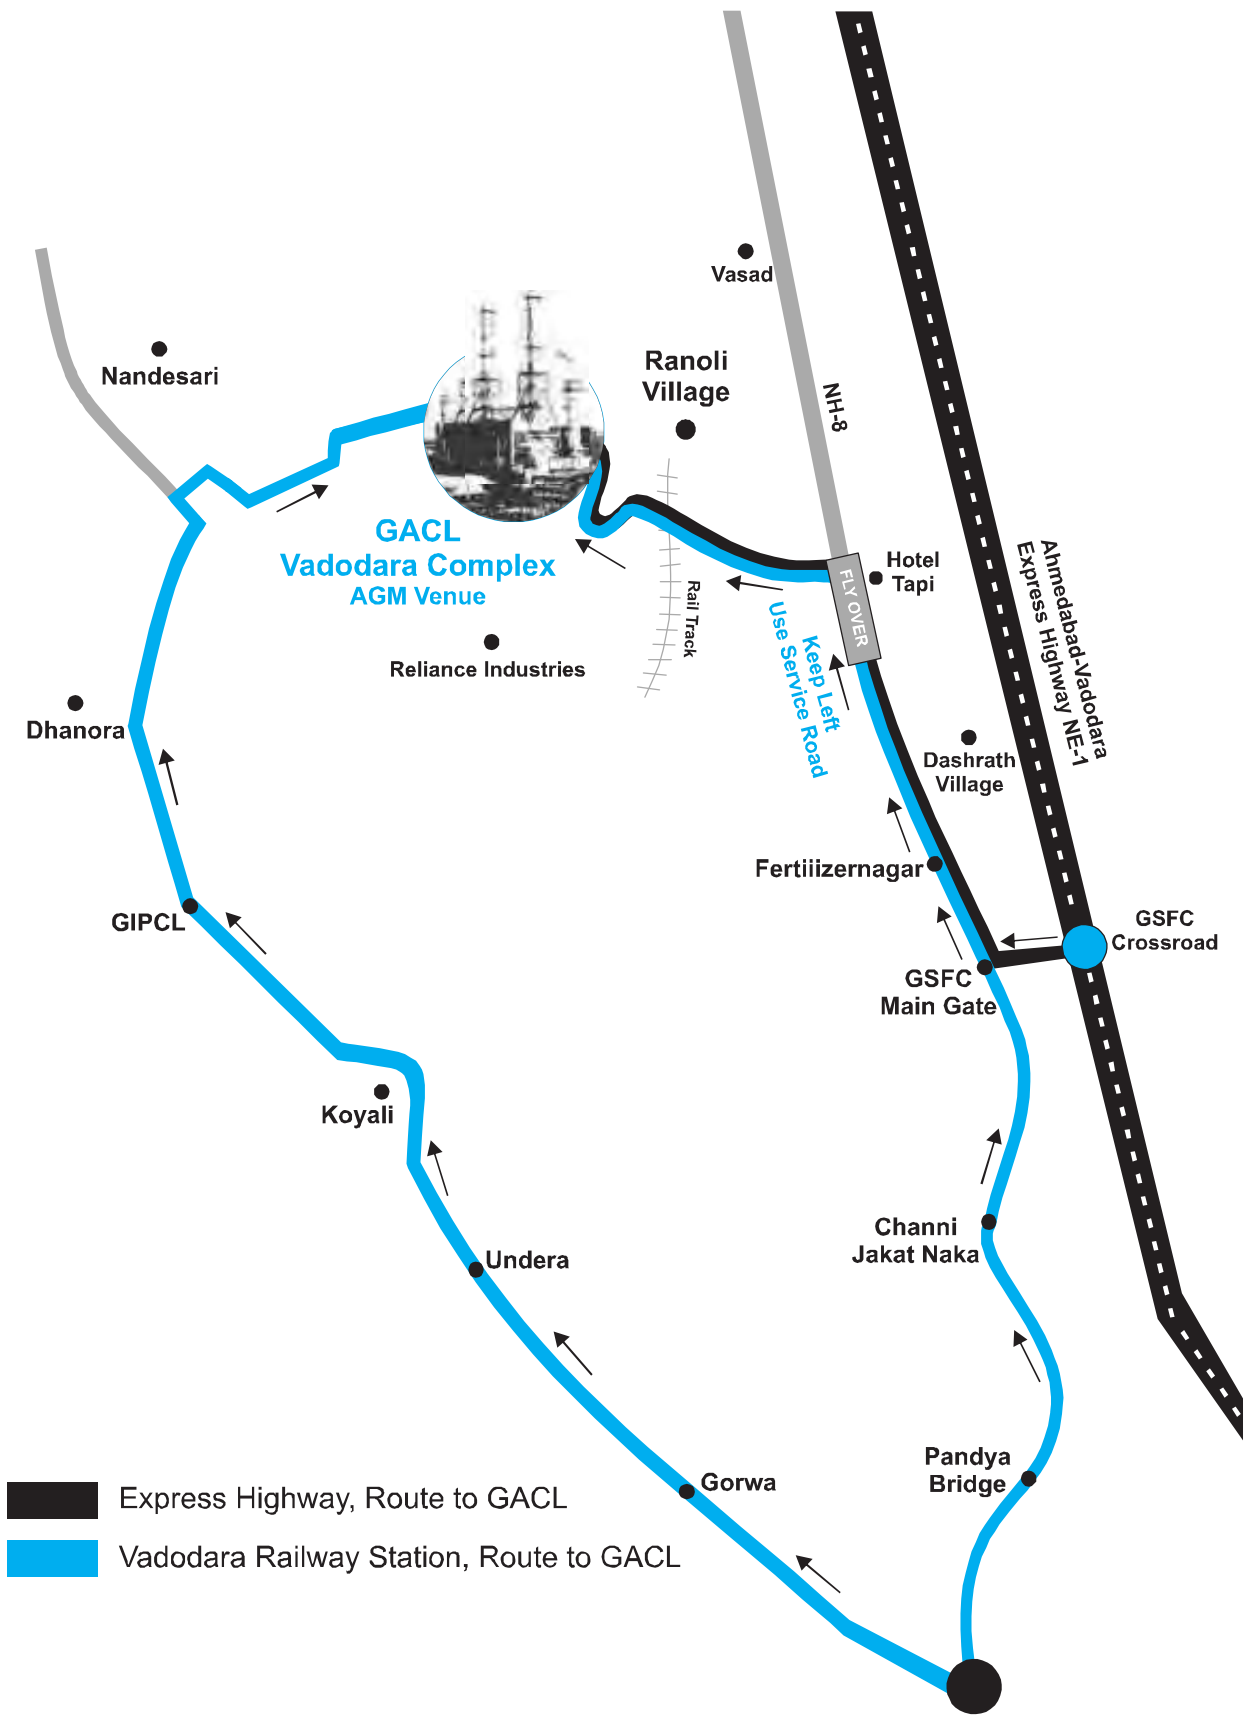 Vasad
Nandesari
Ranoli
Village
NH-8
GACL
Vadodara Complex
AGM Venue
Hotel
Tapi
FLY OVER
Ahmedabad-Vadodara
Express Highway NE-1
Rail Track
Keep Left
Use Service Road
Reliance Industries
Dhanora
Dashrath
Village
Fertiiizernagar
GIPCL
GSFC
Crossroad
GSFC
Main Gate
Koyali
Channi
Jakat Naka
Undera
Pandya
Bridge
Gorwa
Express Highway, Route to GACL
Vadodara Railway Station, Route to GACL